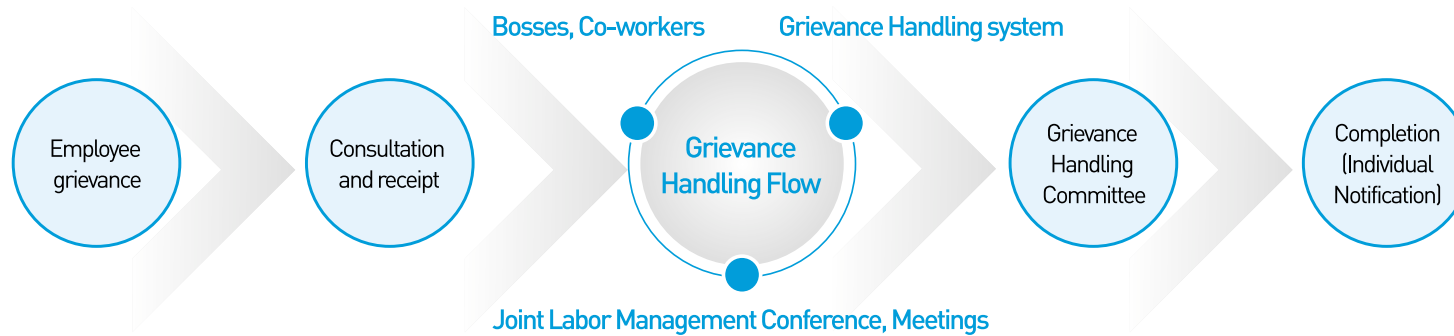 Bosses, Co-workers
Grievance Handling system
Employee
grievance
Consultation
and receipt
Grievance
Handling Flow
Grievance
Handling
Committee
Completion
(Individual
Notification)
Joint Labor Management Conference, Meetings